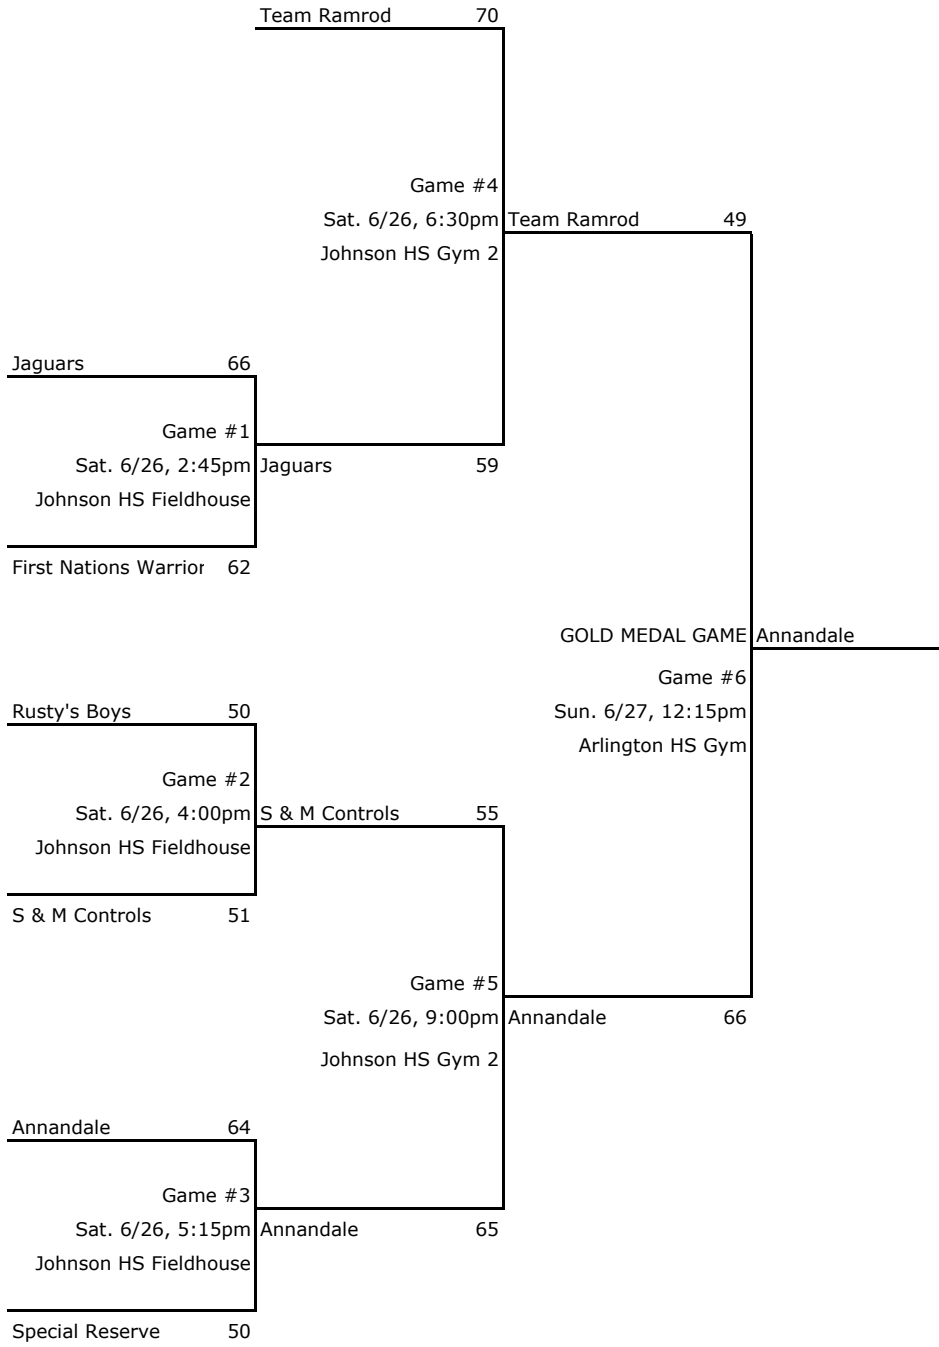 Team Ramrod 70
Game #4
Sat. 6/26, 6:30pm Team Ramrod 49
Johnson HS Gym 2
Jaguars 66
Game #1
Sat. 6/26, 2:45pm Jaguars 59
Johnson HS Fieldhouse
First Nations Warrior 62
GOLD MEDAL GAME Annandale
Game #6
Rusty's Boys 50 Sun. 6/27, 12:15pm
Arlington HS Gym
Game #2
Sat. 6/26, 4:00pm S & M Controls 55
Johnson HS Fieldhouse
S & M Controls 51
Game #5
Sat. 6/26, 9:00pm Annandale 66
Johnson HS Gym 2
Annandale 64
Game #3
Sat. 6/26, 5:15pm Annandale 65
Johnson HS Fieldhouse
Special Reserve 50